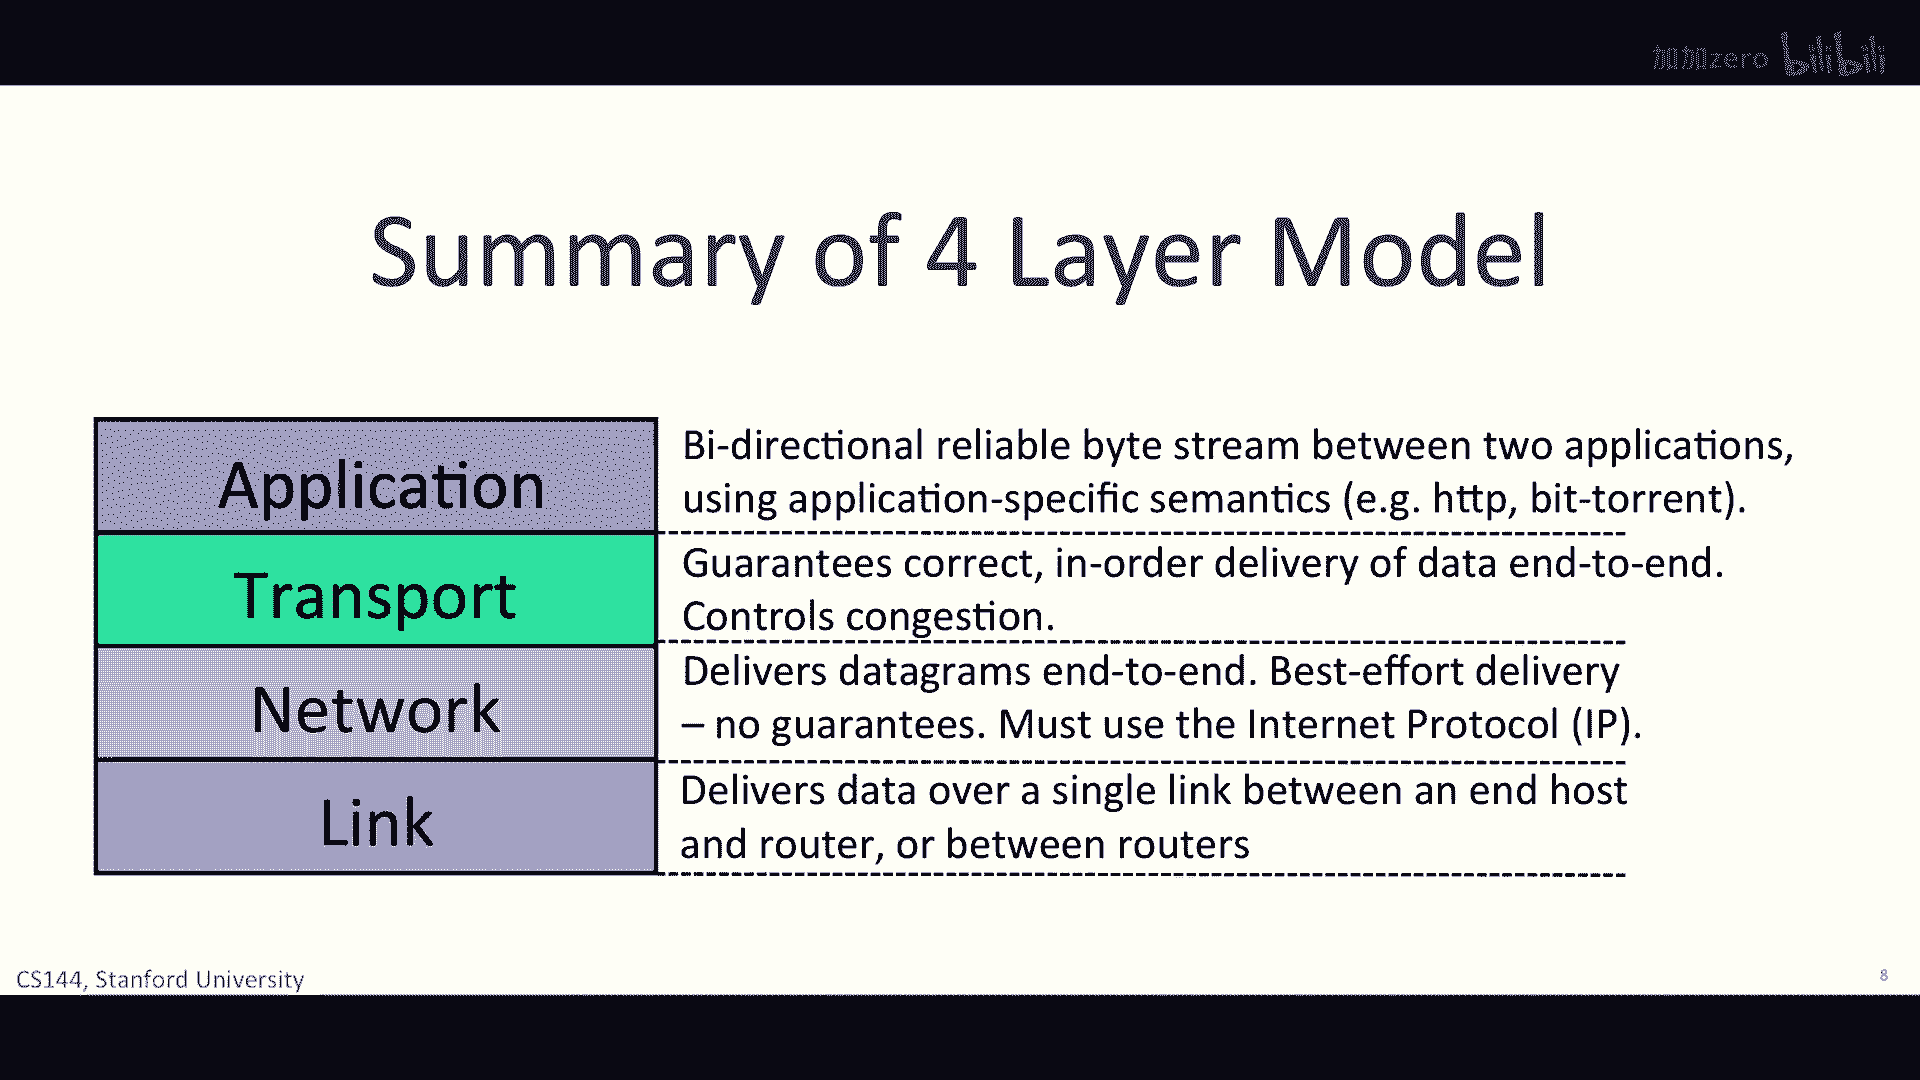 加加zero bilibili
Summary of 4 Layer Model
Application
Bi-directional reliable byte stream between two applications,
using application-specific semantics (e.g. http, bit-torrent).
Transport
Guarantees correct, in-order delivery of data end-to-end.
Controls congestion.
Network
Delivers datagrams end-to-end. Best-effort delivery
– no guarantees. Must use the Internet Protocol (IP).
Link
Delivers data over a single link between an end host
and router, or between routers
CS144, Stanford University
8